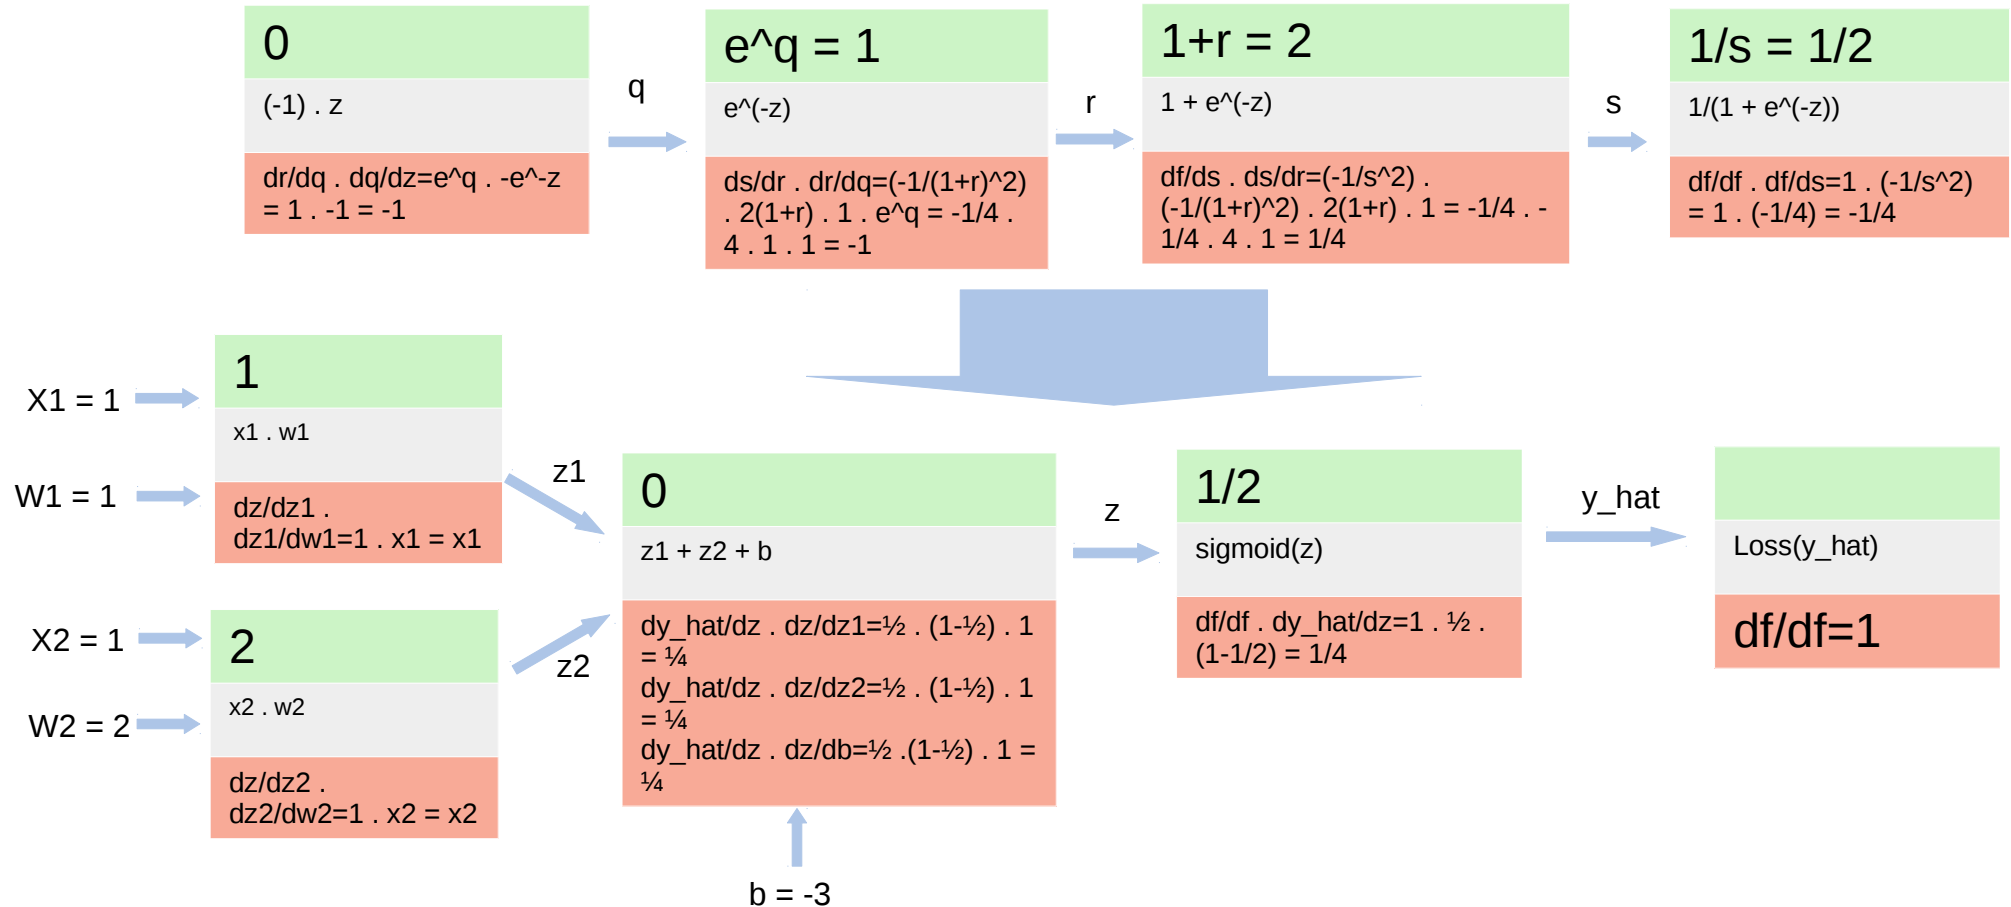 0
(-1) . z
dr/dq . dq/dz=e^q . -e^-z
= 1 . -1 = -1
q
e^q = 1
e^(-z)
ds/dr . dr/dq=(-1/(1+r)^2)
. 2(1+r) . 1 . e^q = -1/4 .
4 . 1 . 1 = -1
r
1+r = 2
1 + e^(-z)
df/ds . ds/dr=(-1/s^2) .
(-1/(1+r)^2) . 2(1+r) . 1 = -1/4 . -
1/4 . 4 . 1 = 1/4
s
1/s = 1/2
1/(1 + e^(-z))
df/df . df/ds=1 . (-1/s^2)
= 1 . (-1/4) = -1/4
X1 = 1
W1 = 1
1
x1 . w1
dz/dz1 .
dz1/dw1=1 . x1 = x1
z1
X2 = 1
W2 = 2
2
x2 . w2
dz/dz2 .
dz2/dw2=1 . x2 = x2
z2
0
z1 + z2 + b
dy_hat/dz . dz/dz1=½ . (1-½) . 1
= ¼
dy_hat/dz . dz/dz2=½ . (1-½) . 1
= ¼
dy_hat/dz . dz/db=½ .(1-½) . 1 =
¼
b = -3
z
1/2
sigmoid(z)
df/df . dy_hat/dz=1 . ½ .
(1-1/2) = 1/4
y_hat
Loss(y_hat)
df/df=1